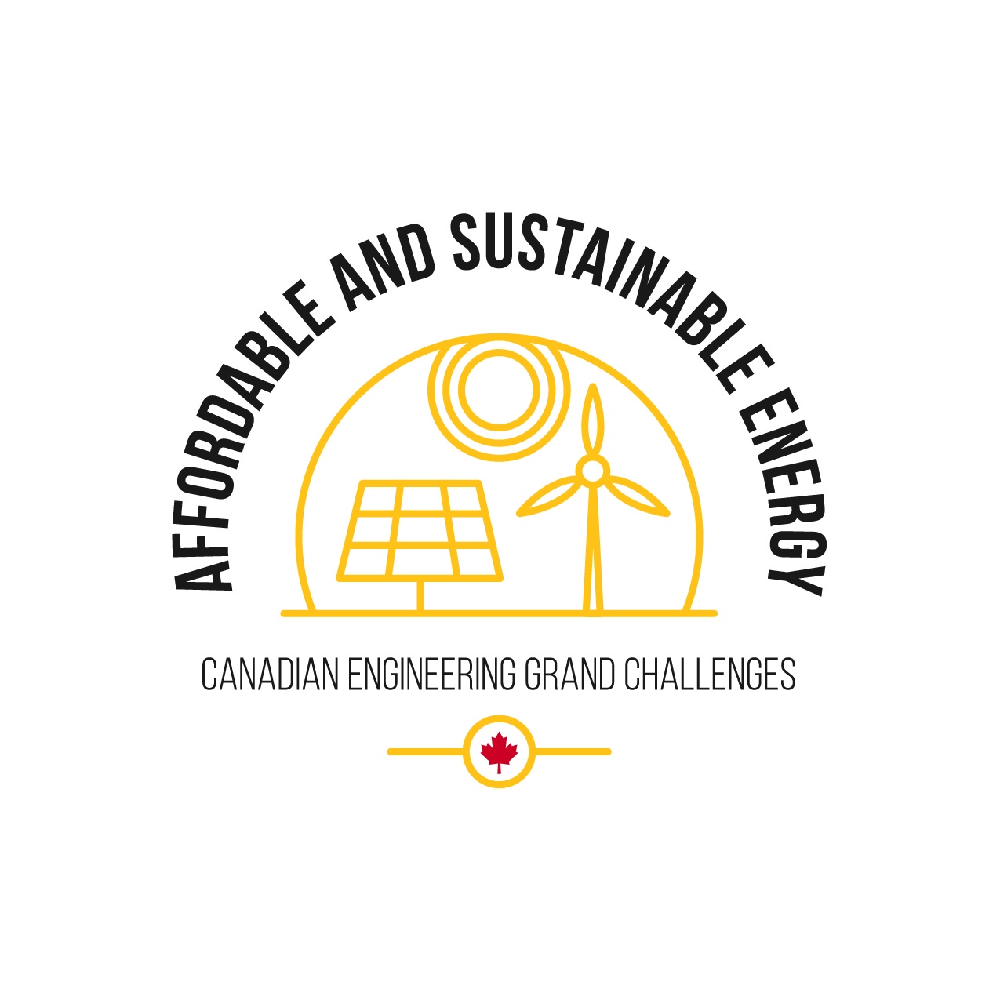 AFFORDABLE AND SUSTAINABLE ENERGY
CANADIAN ENGINEERING GRAND CHALLENGES